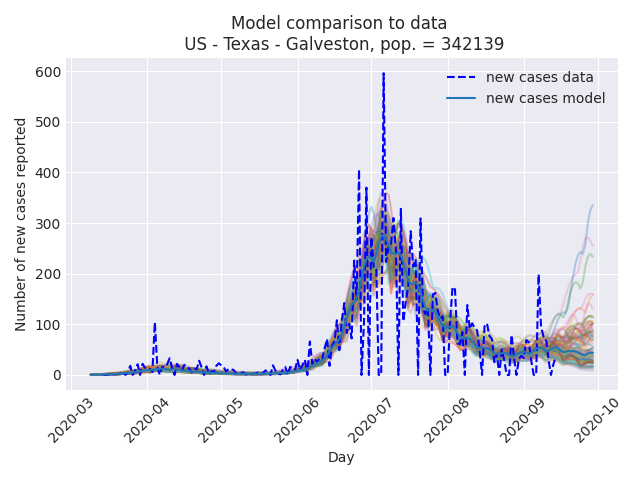 Model comparison to data
US - Texas - Galveston, pop. = 342139
new cases data
new cases model
Number of new cases reported
600
500
400
300
200
100
0
2020-03
2020-04
2020-05
2020-06
2020-07
2020-08
2020-09
2020-10
Day